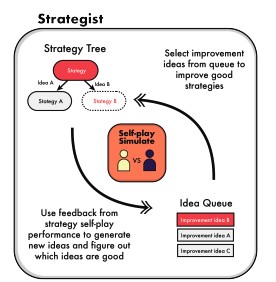 Strategist
Strategy Tree
Strategy
Idea A
Idea B
Strategy A
Strategy B
Select improvement
ideas from queue to
improve good
strategies
Self-play
Simulate
VS
Use feedback from
strategy self-play
performance to generate
new ideas and figure out
which ideas are good
Idea Queue
Improvement idea B
Improvement idea A
Improvement idea C